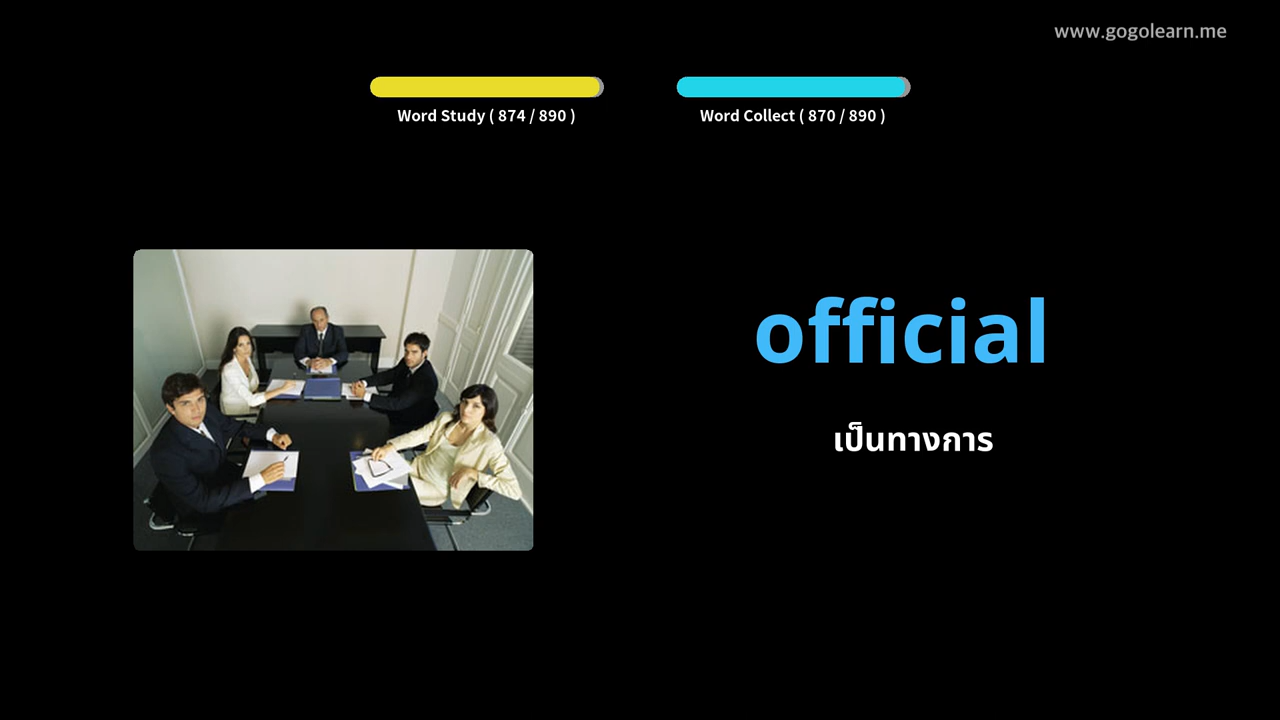 www.gogolearn.me
Word Study ( 874 / 890 )
Word Collect ( 870 / 890 )
official
เป็นทางการ